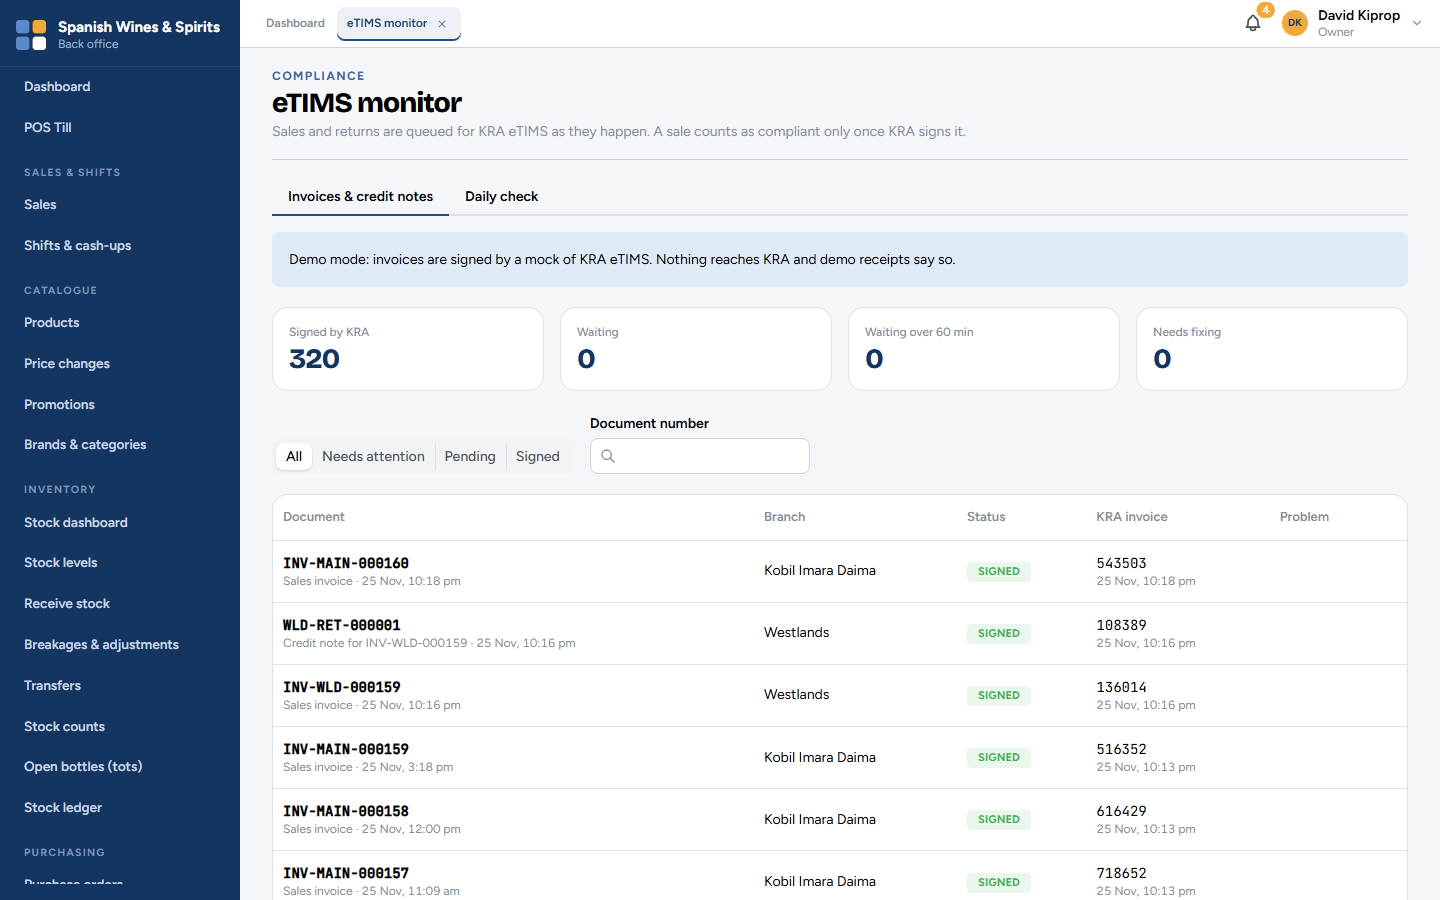 Spanish Wines & Spirits
Back office
Dashboard
POS Till
SALES & SHIFTS
Sales
Shifts & cash-ups
CATALOGUE
Products
Price changes
Promotions
Brands & categories
INVENTORY
Stock dashboard
Stock levels
Receive stock
Breakages & adjustments
Transfers
Stock counts
Open bottles (tots)
Stock ledger
PURCHASING
Purchase orders
Dashboard
eTIMS monitor
4
DK
David Kiprop
Owner
COMPLIANCE
eTIMS monitor
Sales and returns are queued for KRA eTIMS as they happen. A sale counts as compliant only once KRA signs it.
Invoices & credit notes
Daily check
Demo mode: invoices are signed by a mock of KRA eTIMS. Nothing reaches KRA and demo receipts say so.
Signed by KRA
320
Waiting
0
Waiting over 60 min
0
Needs fixing
0
Document number
All
Needs attention
Pending
Signed
Document Branch Status KRA invoice Problem
INV-MAIN-000160
Sales invoice · 25 Nov, 10:18 pm
Kobil Imara Daima
SIGNED
543503
25 Nov, 10:18 pm
WLD-RET-000001
Credit note for INV-WLD-000159 · 25 Nov, 10:16 pm
Westlands
SIGNED
108389
25 Nov, 10:16 pm
INV-WLD-000159
Sales invoice · 25 Nov, 10:16 pm
Westlands
SIGNED
136014
25 Nov, 10:16 pm
INV-MAIN-000159
Sales invoice · 25 Nov, 3:18 pm
Kobil Imara Daima
SIGNED
516352
25 Nov, 10:13 pm
INV-MAIN-000158
Sales invoice · 25 Nov, 12:00 pm
Kobil Imara Daima
SIGNED
616429
25 Nov, 10:13 pm
INV-MAIN-000157
Sales invoice · 25 Nov, 11:09 am
Kobil Imara Daima
SIGNED
718652
25 Nov, 10:13 pm